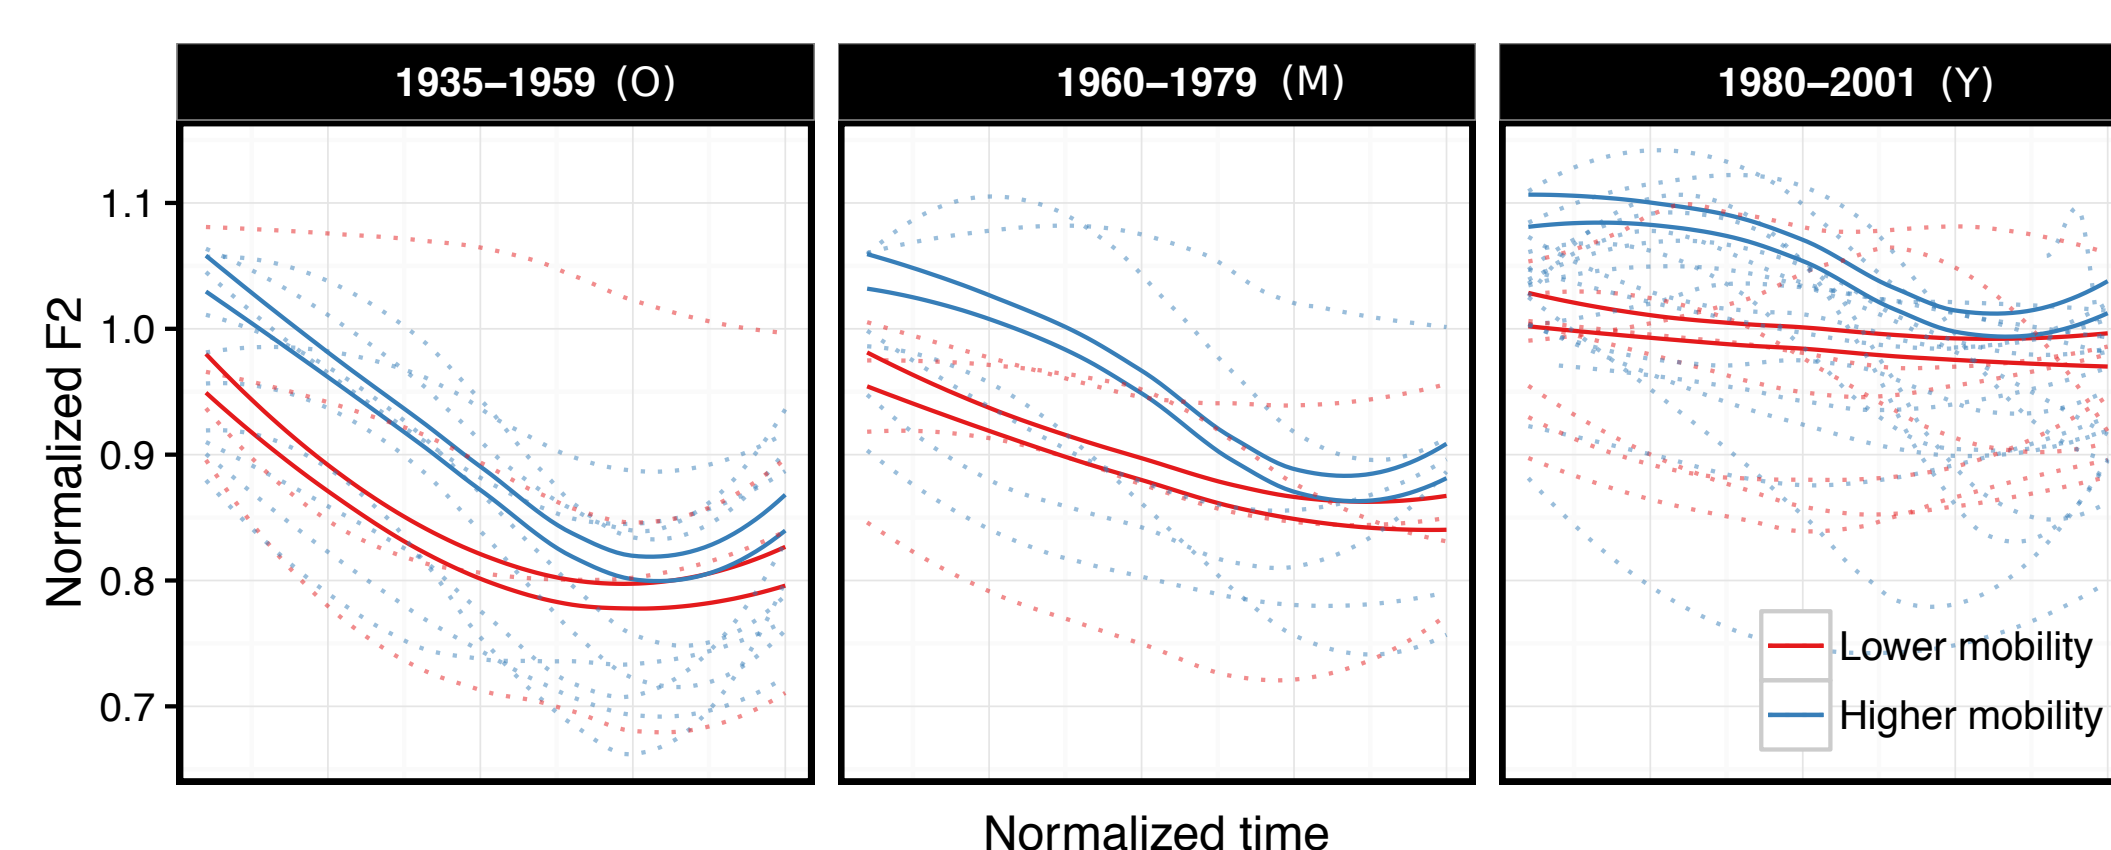 1935–1959 (O)
1960–1979 (M)
1980–2001 (Y)
Normalized F2
1.1
1.0
0.9
0.8
0.7
Lower mobility
Higher mobility
Normalized time